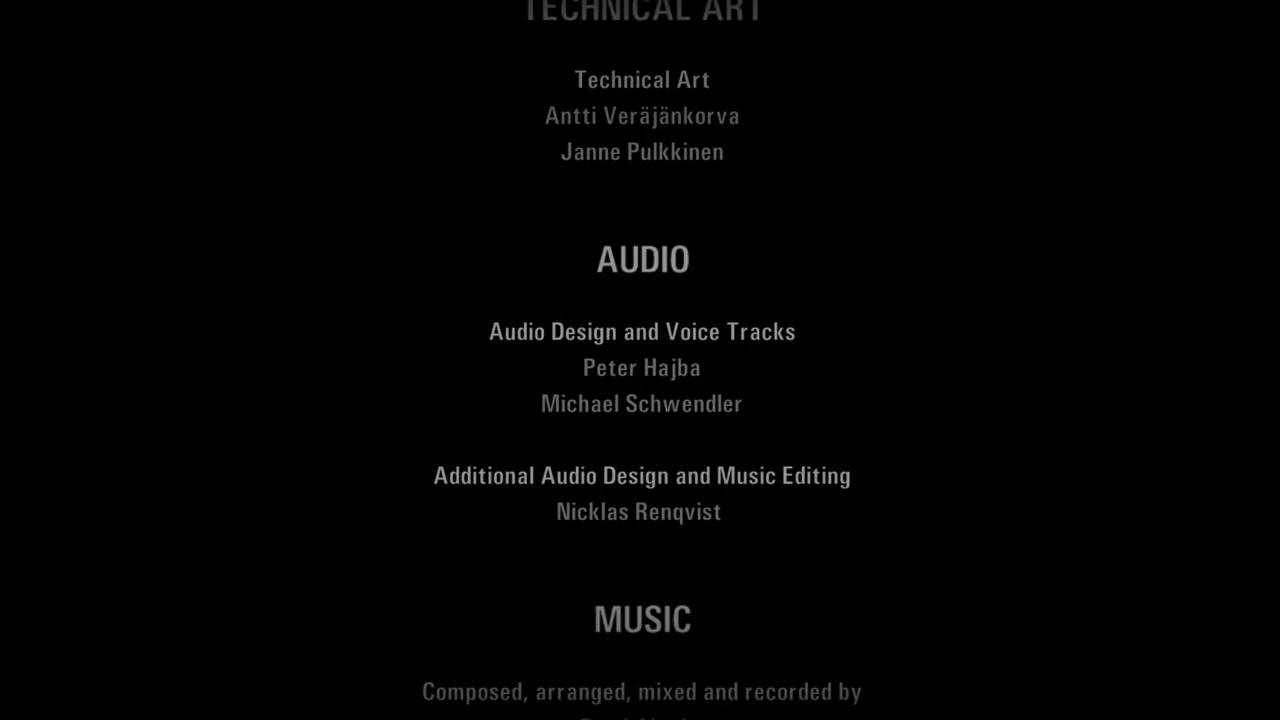 TECHNICAL ART
Technical Art
Antti Veräjänkorva
Janne Pulkkinen
AUDIO
Audio Design and Voice Tracks
Peter Hajba
Michael Schwendler
Additional Audio Design and Music Editing
Nicklas Renqvist
MUSIC
Composed, arranged, mixed and recorded by